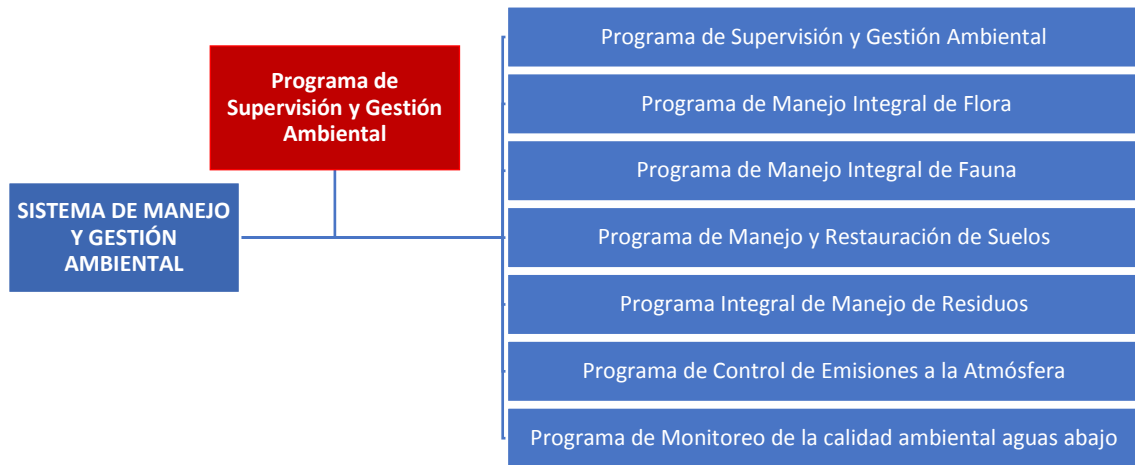 Programa de
Supervisión y Gestión
Ambiental
SISTEMA DE MANEJO
Y GESTIÓN
AMBIENTAL
Programa de Supervisión y Gestión Ambiental
Programa de Manejo Integral de Flora
Programa de Manejo Integral de Fauna
Programa de Manejo y Restauración de Suelos
Programa Integral de Manejo de Residuos
Programa de Control de Emisiones a la Atmósfera
Programa de Monitoreo de la calidad ambiental aguas abajo